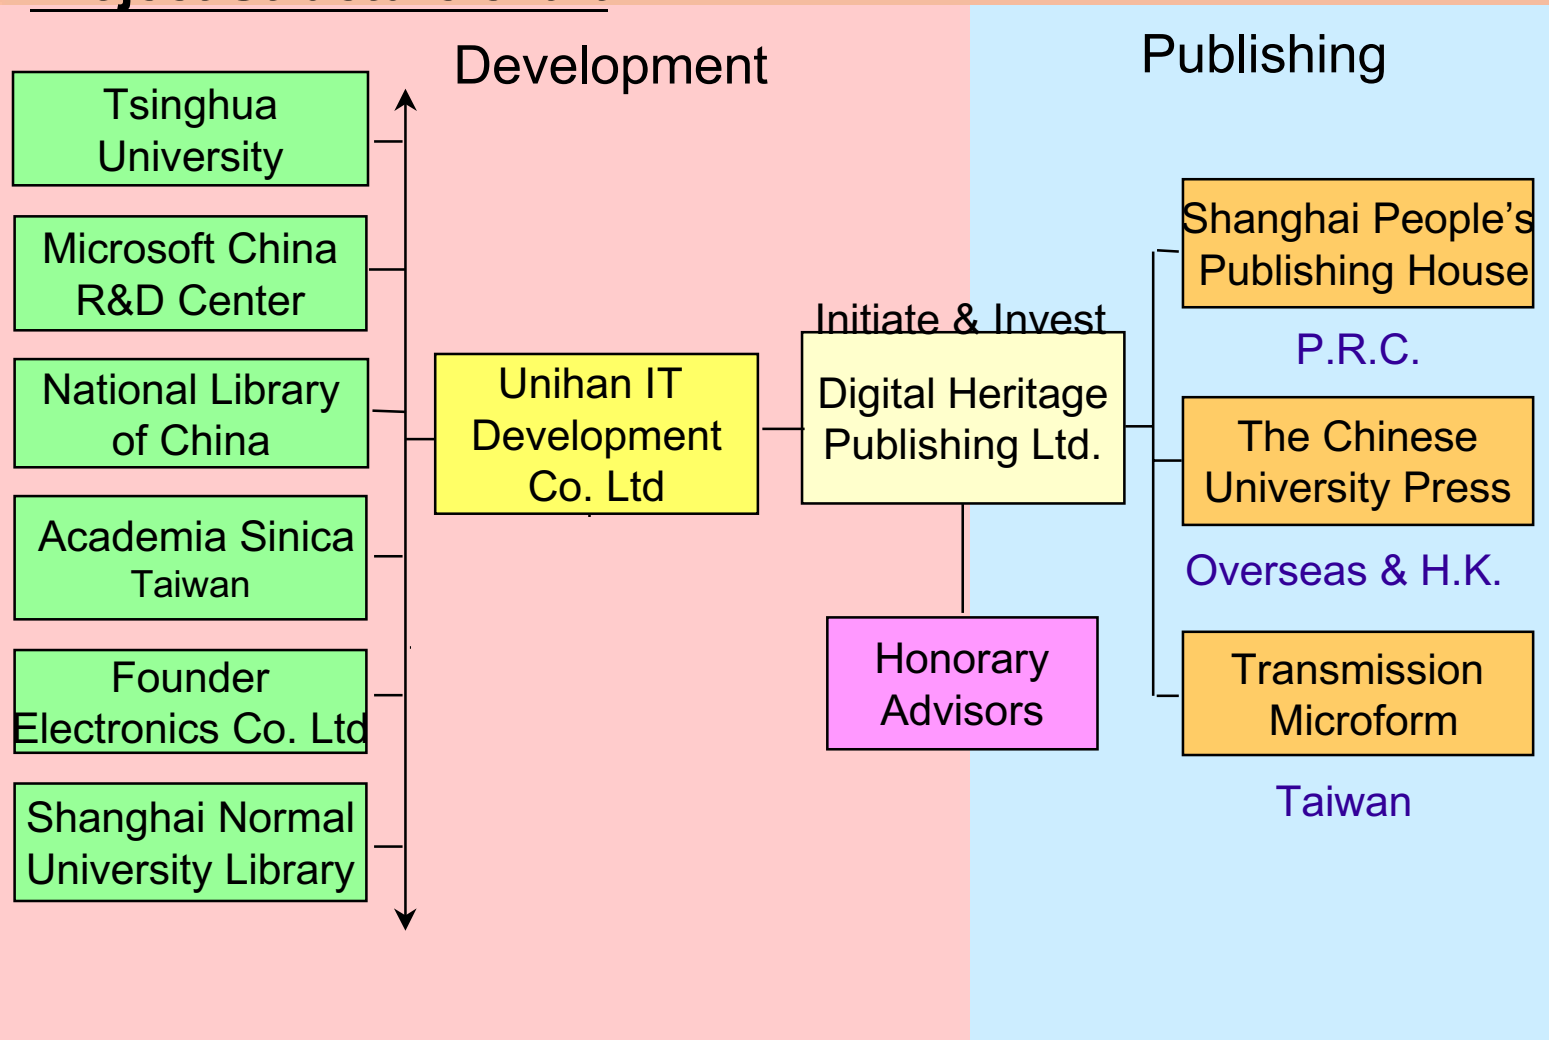 Development
Publishing
Tsinghua
University
Microsoft China
R&D Center
National Library
of China
Academia Sinica
Taiwan
Founder
Electronics Co. Ltd
Shanghai Normal
University Library
Unihan IT
Development
Co. Ltd
Initiate & Invest
Digital Heritage
Publishing Ltd.
Honorary
Advisors
Shanghai People’s
Publishing House
P.R.C.
The Chinese
University Press
Overseas & H.K.
Transmission
Microform
Taiwan